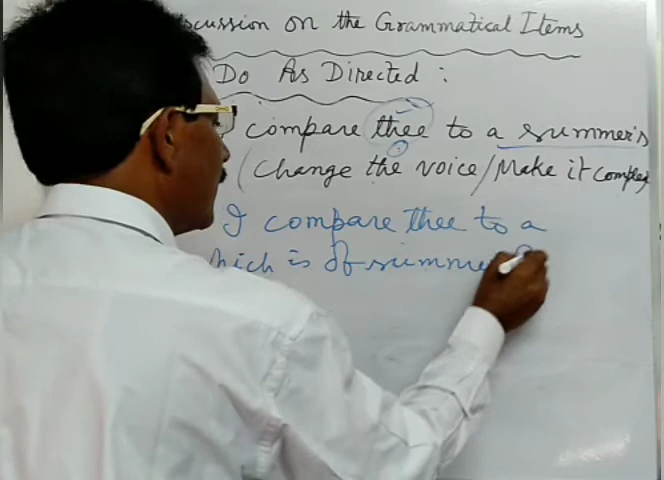 scussion on the Grammatical Items
Do As Directed :
compare thee to a summer's
(Change the voice/Make it complex
I compare thee to a
hich is of summer